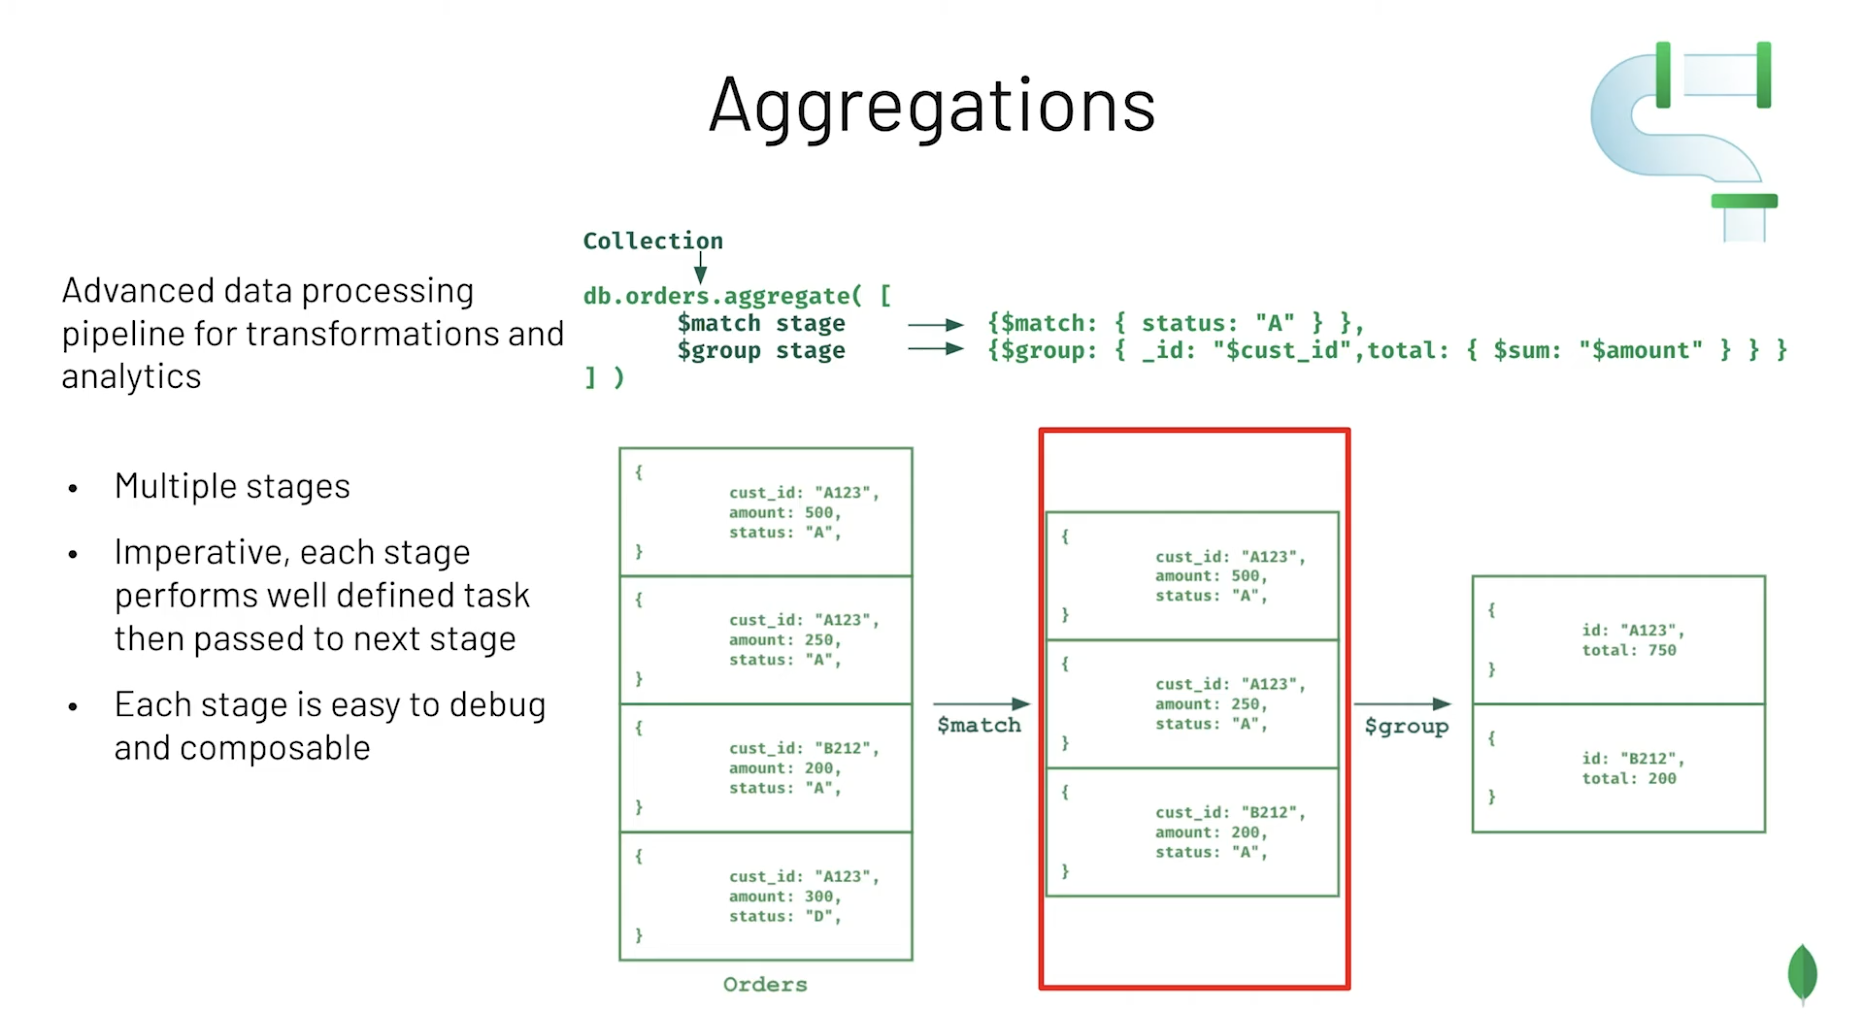 Aggregations
Advanced data processing
pipeline for transformations and
analytics
• Multiple stages
• Imperative, each stage
performs well defined task
then passed to next stage
• Each stage is easy to debug
and composable
Collection
db.orders.aggregate( [
$match stage
{$match: { status: "A" } },
$group stage
{$group: { _id: "$cust_id",total: { $sum: "$amount" } } }
] )
{
cust_id: "A123",
amount: 500,
status: "A",
}
{
cust_id: "A123",
amount: 250,
status: "A",
}
{
cust_id: "B212",
amount: 200,
status: "A",
}
{
cust_id: "A123",
amount: 300,
status: "D",
}
Orders
$match
{
cust_id: "A123",
amount: 500,
status: "A",
}
{
cust_id: "A123",
amount: 250,
status: "A",
}
{
cust_id: "B212",
amount: 200,
status: "A",
}
$group
{
id: "A123",
total: 750
}
{
id: "B212",
total: 200
}